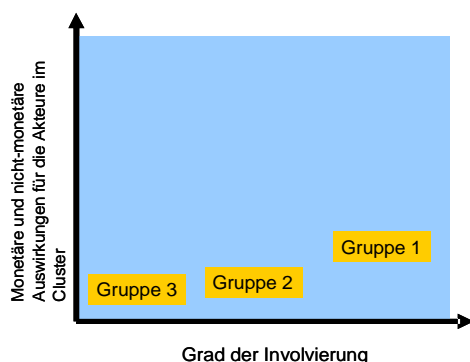 Monetäre und nicht-monetäre
Auswirkungen für die Akteure im
Cluster
Gruppe 1
Gruppe 2
Gruppe 3
Grad der Involvierung